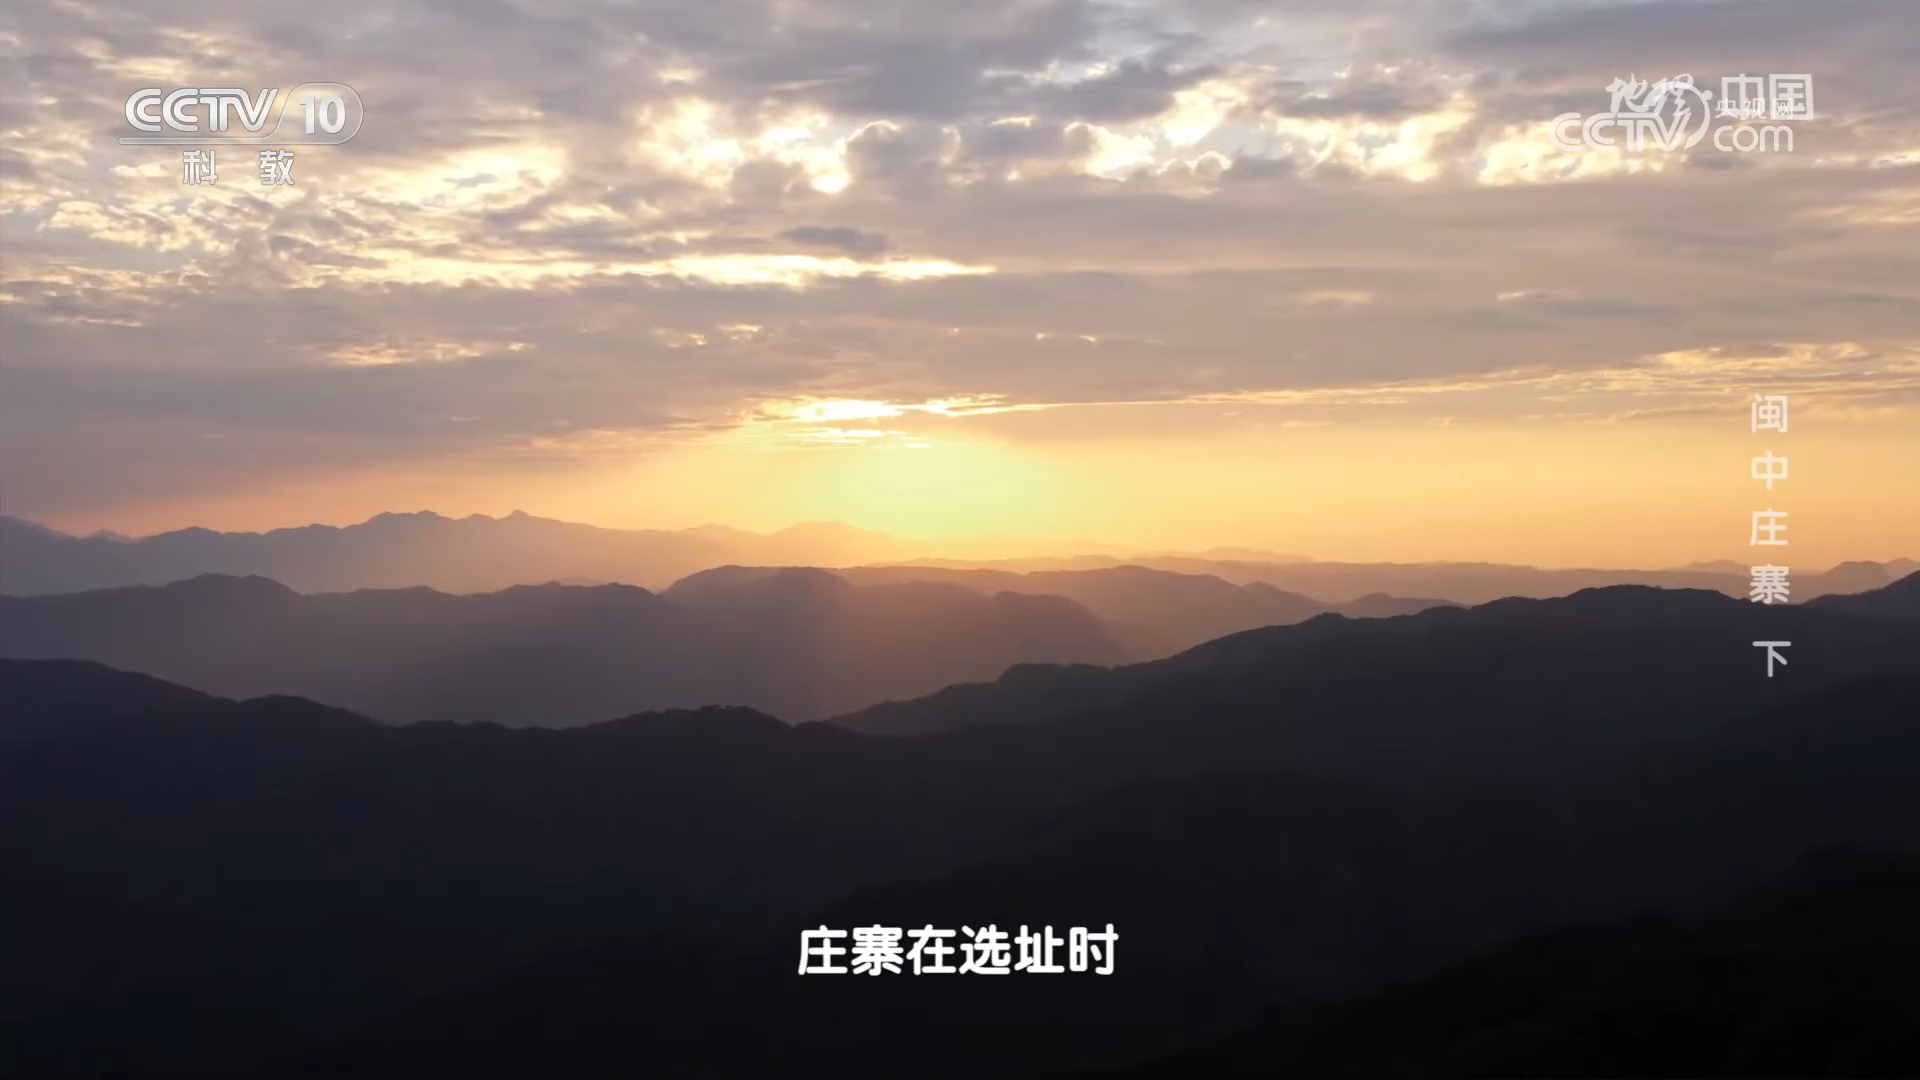 CCTV 10
科教
地理·中国
央视网
CCTV.com
闽中庄寨 下
庄寨在选址时